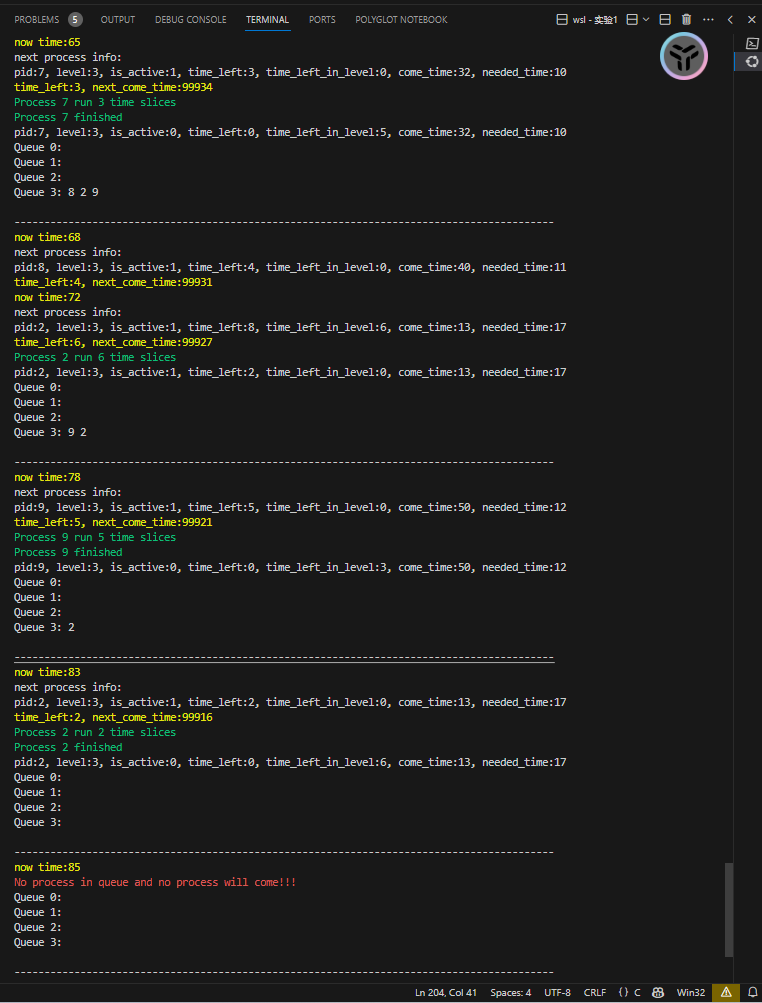 PROBLEMS 5 OUTPUT DEBUG CONSOLE TERMINAL PORTS POLYGLOT NOTEBOOK wsl - 实验1
now time:65
next process info:
pid:7, level:3, is_active:1, time_left:3, time_left_in_level:0, come_time:32, needed_time:10
time_left:3, next_come_time:99934
Process 7 run 3 time slices
Process 7 finished
pid:7, level:3, is_active:0, time_left:0, time_left_in_level:5, come_time:32, needed_time:10
Queue 0:
Queue 1:
Queue 2:
Queue 3: 8 2 9
------------------------------------------------------------------------------------------
now time:68
next process info:
pid:8, level:3, is_active:1, time_left:4, time_left_in_level:0, come_time:40, needed_time:11
time_left:4, next_come_time:99931
now time:72
next process info:
pid:2, level:3, is_active:1, time_left:8, time_left_in_level:6, come_time:13, needed_time:17
time_left:6, next_come_time:99927
Process 2 run 6 time slices
pid:2, level:3, is_active:1, time_left:2, time_left_in_level:0, come_time:13, needed_time:17
Queue 0:
Queue 1:
Queue 2:
Queue 3: 9 2
------------------------------------------------------------------------------------------
now time:78
next process info:
pid:9, level:3, is_active:1, time_left:5, time_left_in_level:0, come_time:50, needed_time:12
time_left:5, next_come_time:99921
Process 9 run 5 time slices
Process 9 finished
pid:9, level:3, is_active:0, time_left:0, time_left_in_level:3, come_time:50, needed_time:12
Queue 0:
Queue 1:
Queue 2:
Queue 3: 2
------------------------------------------------------------------------------------------
now time:83
next process info:
pid:2, level:3, is_active:1, time_left:2, time_left_in_level:0, come_time:13, needed_time:17
time_left:2, next_come_time:99916
Process 2 run 2 time slices
Process 2 finished
pid:2, level:3, is_active:0, time_left:0, time_left_in_level:6, come_time:13, needed_time:17
Queue 0:
Queue 1:
Queue 2:
Queue 3:
------------------------------------------------------------------------------------------
now time:85
No process in queue and no process will come!!!
Queue 0:
Queue 1:
Queue 2:
Queue 3:
------------------------------------------------------------------------------------------
Ln 204, Col 41 Spaces: 4 UTF-8 CRLF {} C Win32